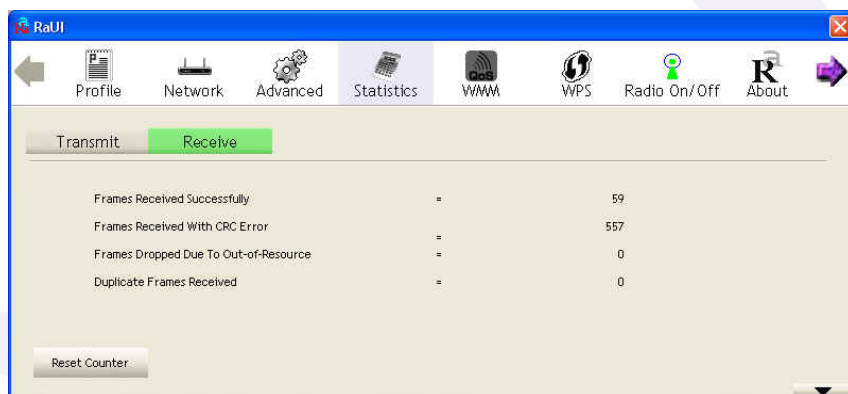 RaUI
Profile Network Advanced Statistics QoS WMM WPS Radio On/Off About
Transmit Receive
Frames Received Successfully = 59
Frames Received With CRC Error = 557
Frames Dropped Due To Out-of-Resource = 0
Duplicate Frames Received = 0
Reset Counter